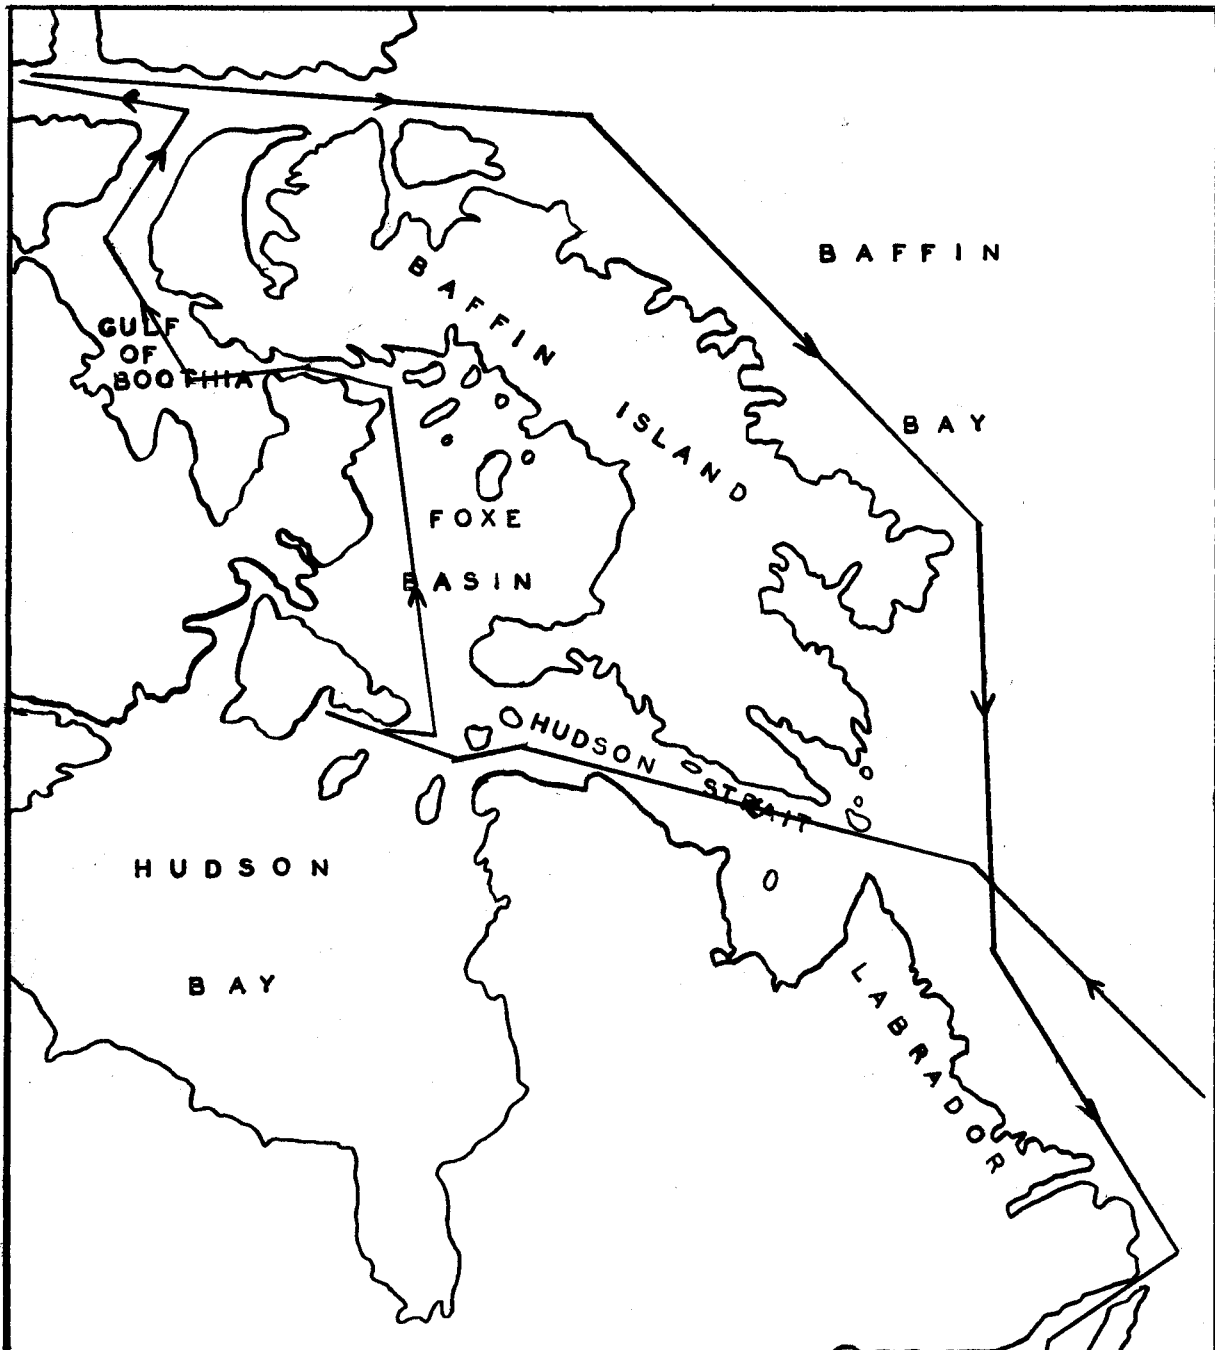 BAFFIN
BAFFIN
GULF
OF
BOOTHIA
ISLAND
BAY
FOXE
BASIN
HUDSON
STRAIT
HUDSON
BAY
LABRADOR